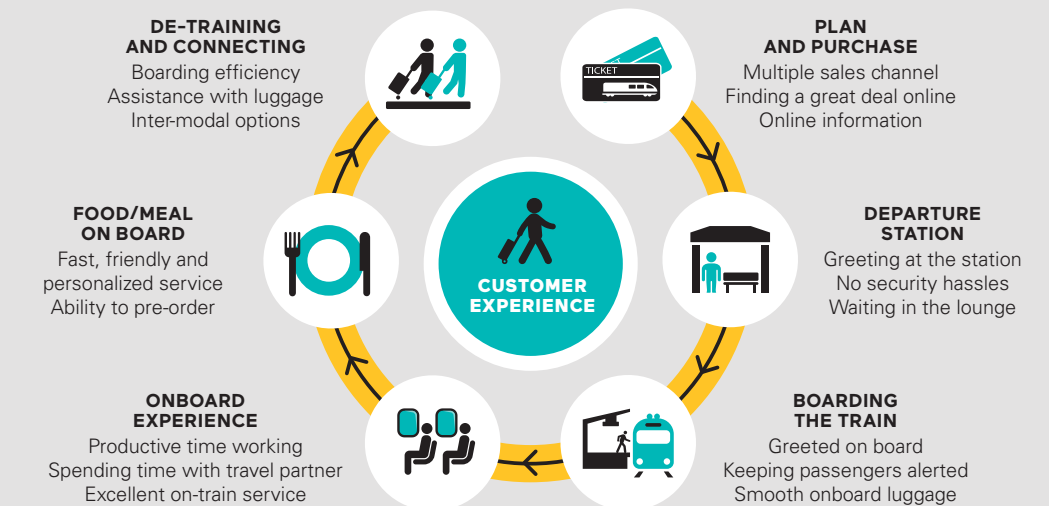 DE-TRAINING
AND CONNECTING
Boarding efficiency
Assistance with luggage
Inter-modal options
PLAN
AND PURCHASE
Multiple sales channel
Finding a great deal online
Online information
TICKET
FOOD/MEAL
ON BOARD
Fast, friendly and
personalized service
Ability to pre-order
CUSTOMER
EXPERIENCE
DEPARTURE
STATION
Greeting at the station
No security hassles
Waiting in the lounge
ONBOARD
EXPERIENCE
Productive time working
Spending time with travel partner
Excellent on-train service
BOARDING
THE TRAIN
Greeted on board
Keeping passengers alerted
Smooth onboard luggage